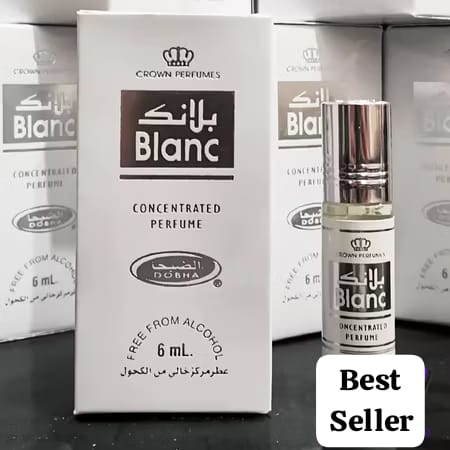 CROWN PERFUMES
بلانك
Blanc
CONCENTRATED
PERFUME
الضبحا
DOBHA
®
FREE FROM ALCOHOL
6 mL.
عطر مركز خالي من الكحول
CROWN PERFUMES
بلانك
Blanc
CONCENTRATED
PERFUME
Best
Seller